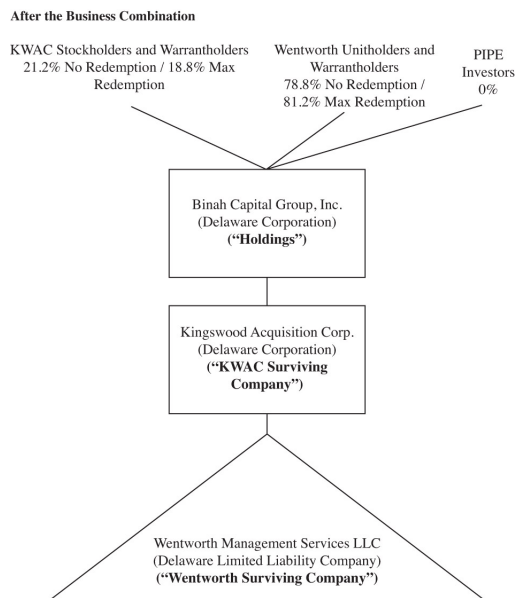 After the Business Combination
KWAC Stockholders and Warrantholders
21.2% No Redemption / 18.8% Max
Redemption
Wentworth Unitholders and
Warrantholders
78.8% No Redemption /
81.2% Max Redemption
PIPE
Investors
0%
Binah Capital Group, Inc.
(Delaware Corporation)
(“Holdings”)
Kingswood Acquisition Corp.
(Delaware Corporation)
(“KWAC Surviving
Company”)
Wentworth Management Services LLC
(Delaware Limited Liability Company)
(“Wentworth Surviving Company”)